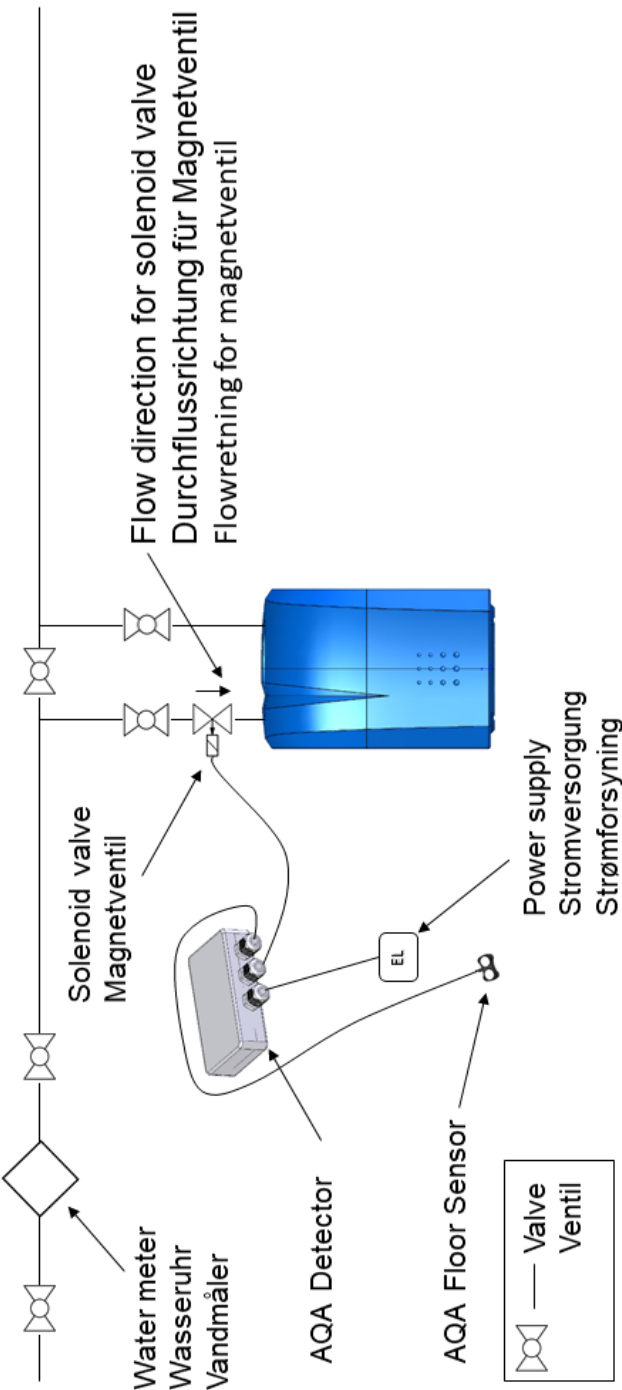 Water meter
Wasseruhr
Vandmåler
Solenoid valve
Magnetventil
Flow direction for solenoid valve
Durchflussrichtung für Magnetventil
Flowretning for magnetventil
AQA Detector
EL
Power supply
Stromversorgung
Strømforsyning
AQA Floor Sensor
Valve
Ventil